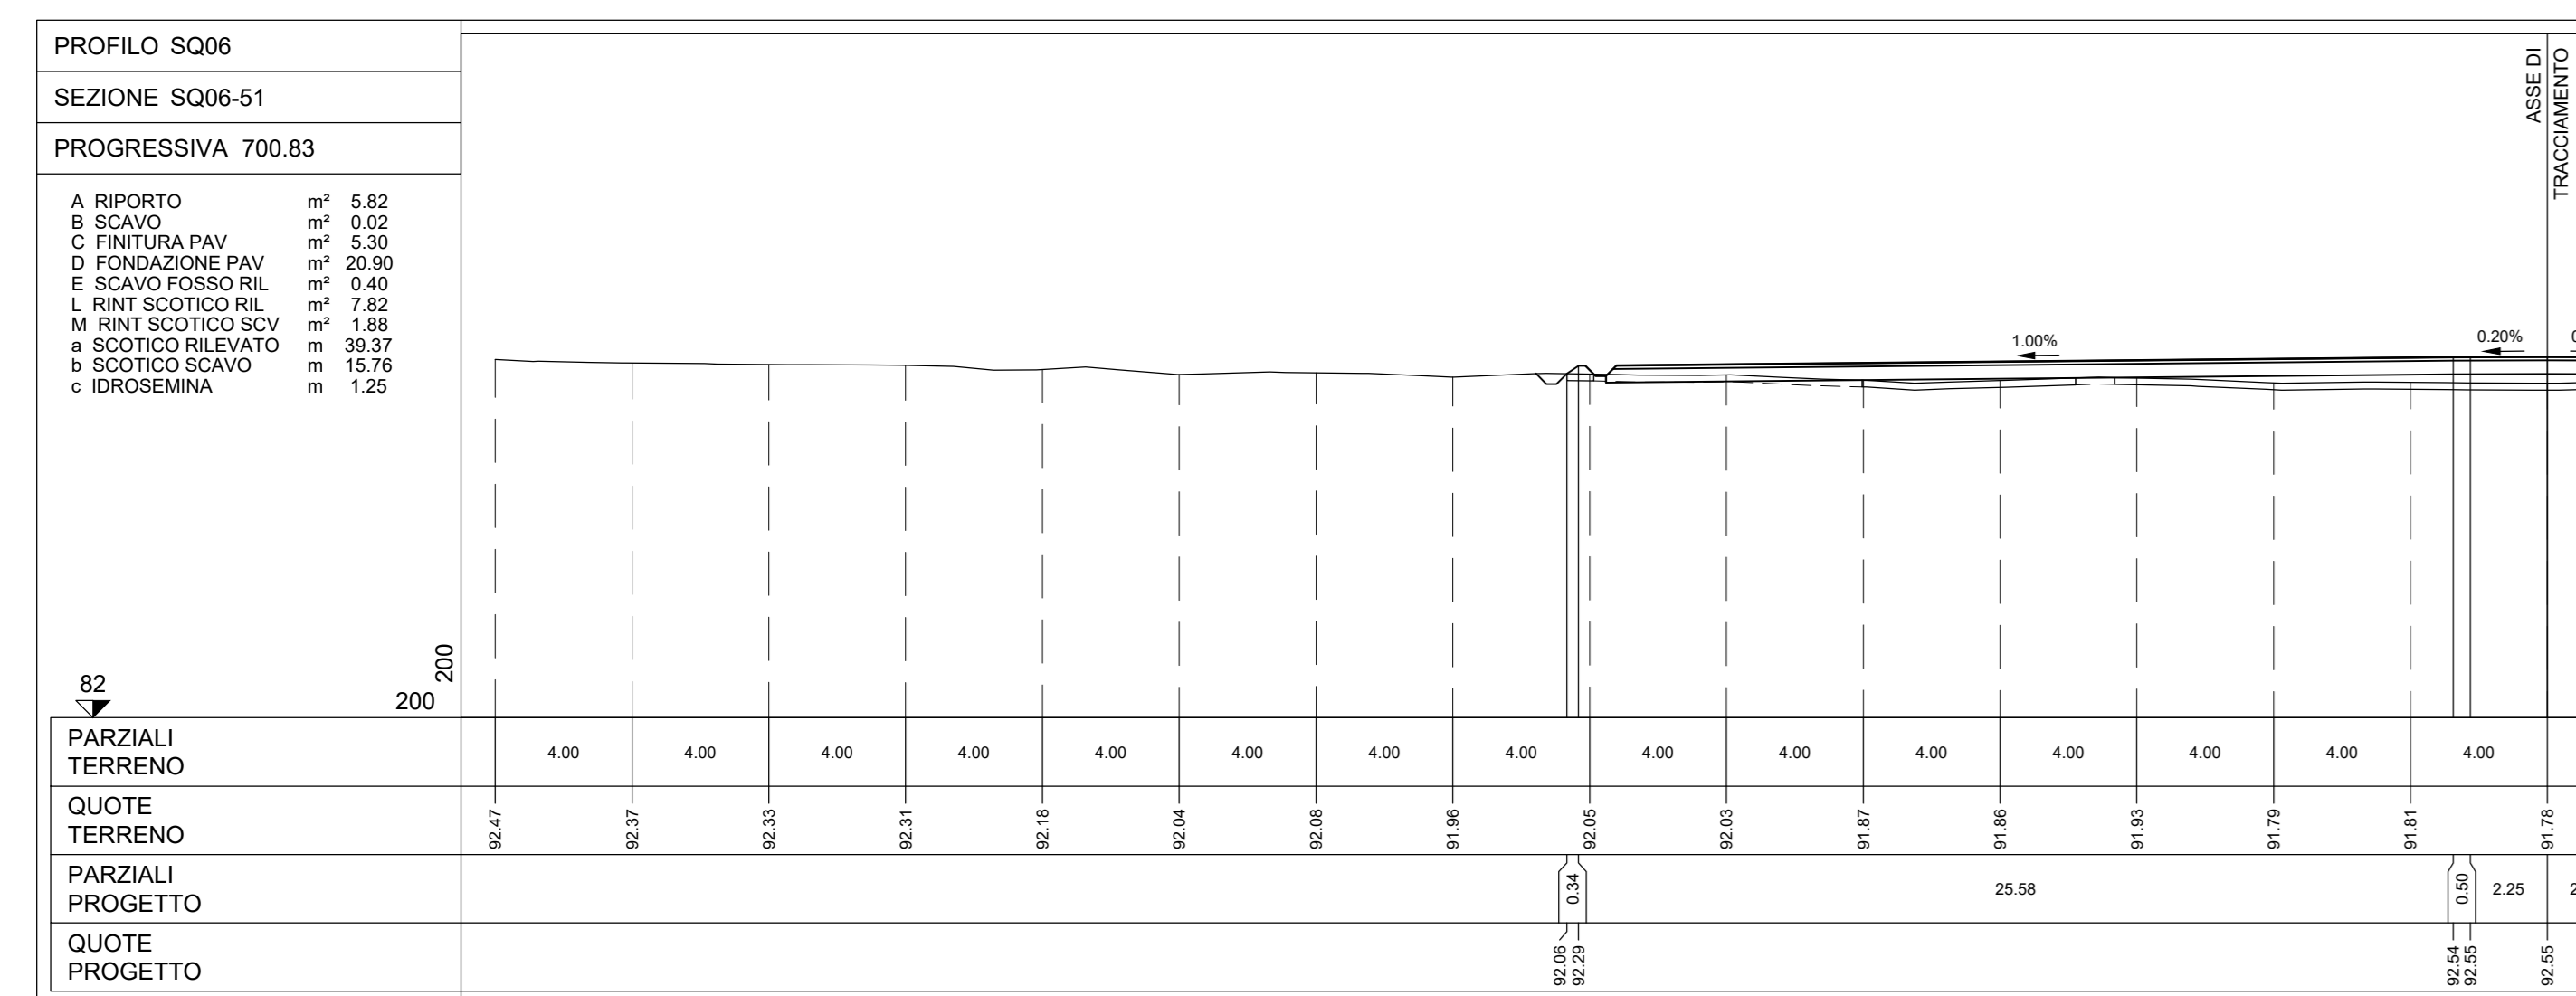 PROFILO SQ06
SEZIONE SQ06-51
PROGRESSIVA 700.83
A RIPORTO m² 5.82
B SCAVO m² 0.02
C FINITURA PAV m² 5.30
D FONDAZIONE PAV m² 20.90
E SCAVO FOSSO RIL m² 0.40
L RINT SCOTICO RIL m² 7.82
M RINT SCOTICO SCV m² 1.88
a SCOTICO RILEVATO m 39.37
b SCOTICO SCAVO m 15.76
c IDROSEMINA m 1.25
ASSE DI
TRACCIAMENTO
1.00%
0.20%
82
200
200
PARZIALI
TERRENO
4.00 4.00 4.00 4.00 4.00 4.00 4.00 4.00 4.00 4.00 4.00 4.00 4.00 4.00 4.00
QUOTE
TERRENO
92.47 92.37 92.33 92.31 92.18 92.04 92.08 91.96 92.05 92.03 91.87 91.86 91.93 91.79 91.81 91.78
PARZIALI
PROGETTO
0.34 25.58 0.50 2.25
QUOTE
PROGETTO
92.06 92.29 92.54 92.55 92.55